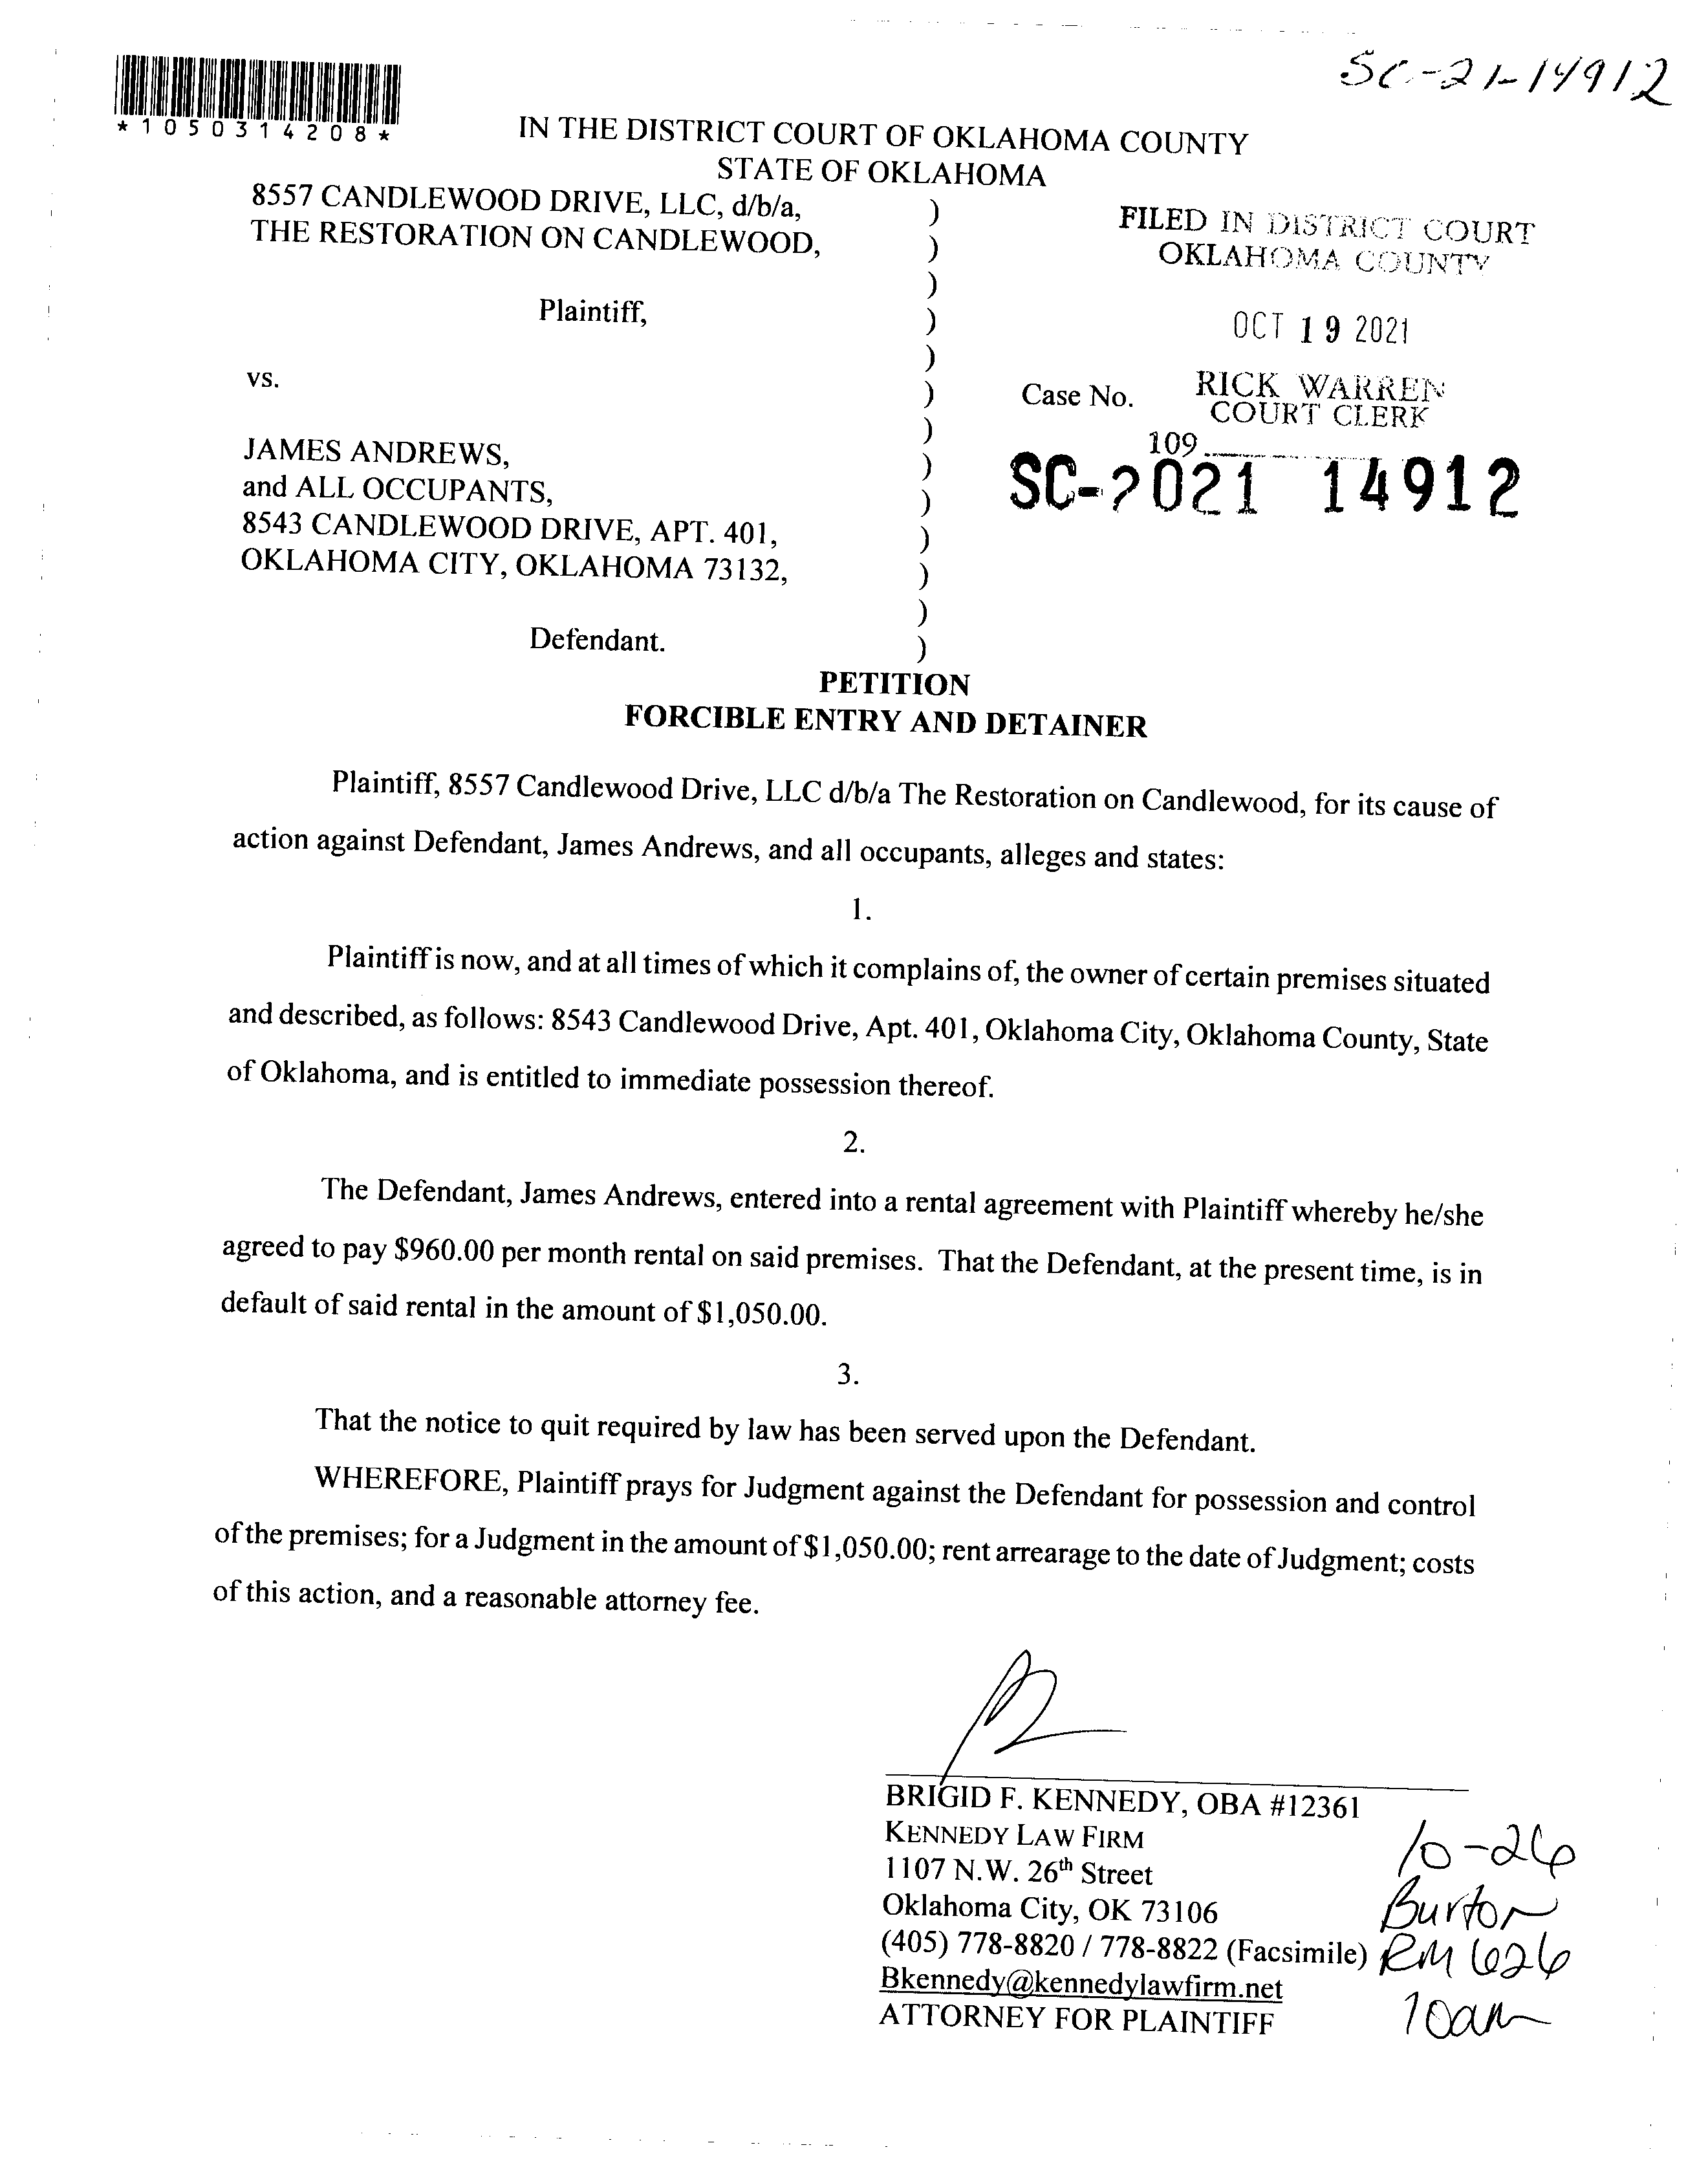 SC-21-14912
*1050314208*
IN THE DISTRICT COURT OF OKLAHOMA COUNTY
STATE OF OKLAHOMA
8557 CANDLEWOOD DRIVE, LLC, d/b/a, )
THE RESTORATION ON CANDLEWOOD, )
)
Plaintiff, )
)
vs. )
)
JAMES ANDREWS, )
and ALL OCCUPANTS, )
8543 CANDLEWOOD DRIVE, APT. 401, )
OKLAHOMA CITY, OKLAHOMA 73132, )
)
Defendant. )
FILED IN DISTRICT COURT
OKLAHOMA COUNTY
OCT 19 2021
RICK WARREN
COURT CLERK
109
Case No.
SC-2021 14912
PETITION
FORCIBLE ENTRY AND DETAINER
Plaintiff, 8557 Candlewood Drive, LLC d/b/a The Restoration on Candlewood, for its cause of
action against Defendant, James Andrews, and all occupants, alleges and states:
1.
Plaintiff is now, and at all times of which it complains of, the owner of certain premises situated
and described, as follows: 8543 Candlewood Drive, Apt. 401, Oklahoma City, Oklahoma County, State
of Oklahoma, and is entitled to immediate possession thereof.
2.
The Defendant, James Andrews, entered into a rental agreement with Plaintiff whereby he/she
agreed to pay $960.00 per month rental on said premises. That the Defendant, at the present time, is in
default of said rental in the amount of $1,050.00.
3.
That the notice to quit required by law has been served upon the Defendant.
WHEREFORE, Plaintiff prays for Judgment against the Defendant for possession and control
of the premises; for a Judgment in the amount of $1,050.00; rent arrearage to the date of Judgment; costs
of this action, and a reasonable attorney fee.
BRIGID F. KENNEDY, OBA #12361
KENNEDY LAW FIRM
1107 N.W. 26th Street
Oklahoma City, OK 73106
(405) 778-8820 / 778-8822 (Facsimile)
Bkennedy@kennedylawfirm.net
ATTORNEY FOR PLAINTIFF
10-26
Burton
RM 626
10am